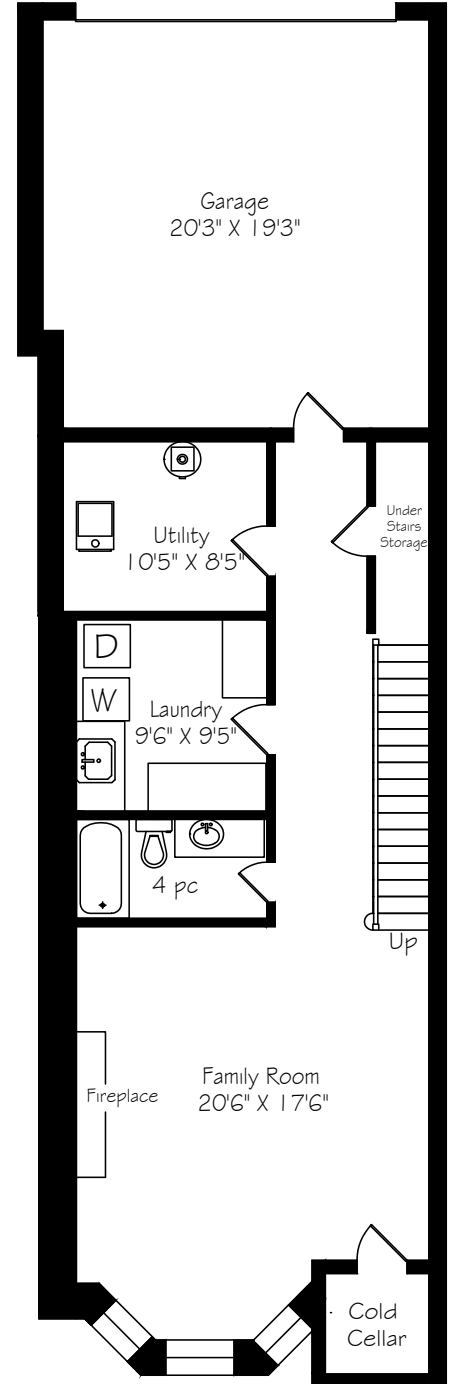 Garage
20'3" X 19'3"
Under
Stairs
Storage
Utility
10'5" X 8'5"
D
W
Laundry
9'6" X 9'5"
4 pc
Up
Family Room
20'6" X 17'6"
Fireplace
Cold
Cellar